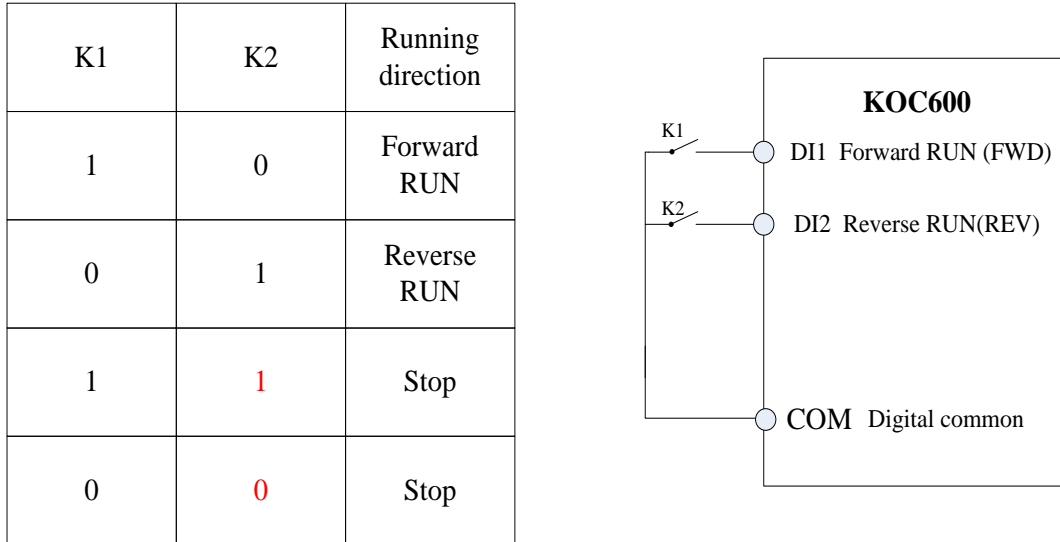 K1 K2 Running
direction
1 0 Forward
RUN
0 1 Reverse
RUN
1 1 Stop
0 0 Stop
KOC600
K1
DI1 Forward RUN (FWD)
K2
DI2 Reverse RUN(REV)
COM Digital common